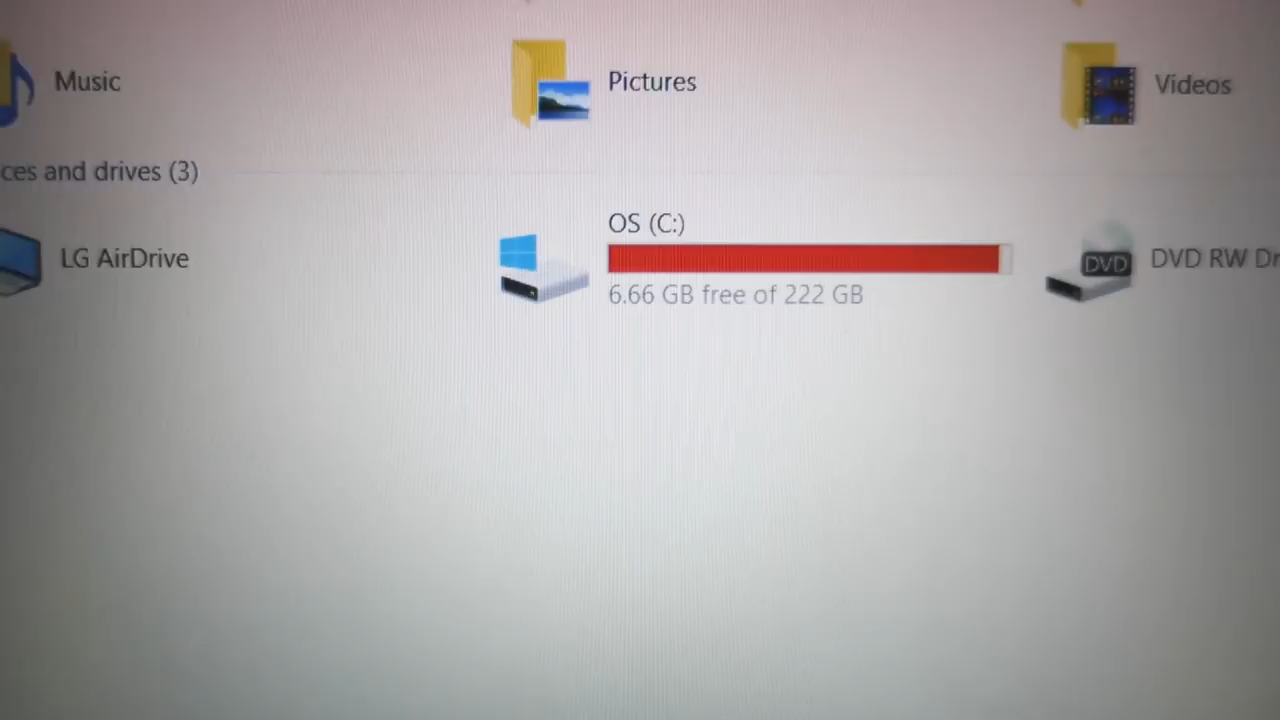 Music
Pictures
Videos
ces and drives (3)
LG AirDrive
OS (C:)
6.66 GB free of 222 GB
DVD
DVD RW Dr